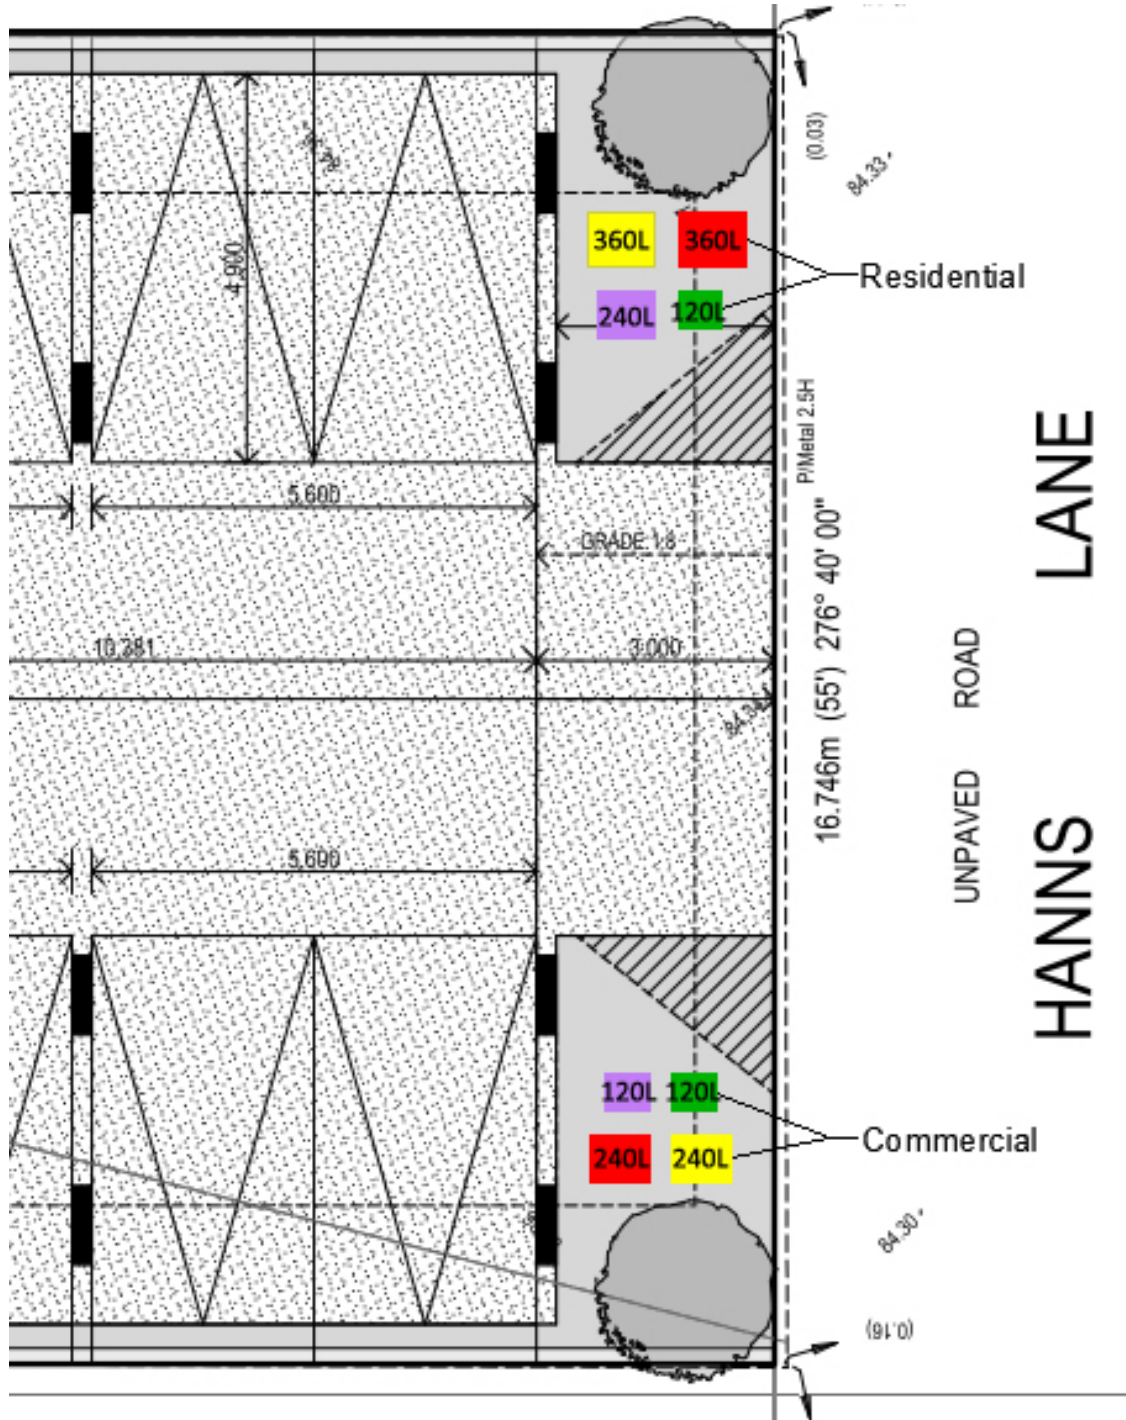 (0.03)
84.33
4,900
360L 360L
Residential
240L 120L
P/Metal 2.5H
5,600
GRADE 1:8
10,381
3,000
16.746m (55') 276° 40' 00"
UNPAVED ROAD
HANNS LANE
5,600
120L 120L
240L 240L
Commercial
84.30
(0.16)